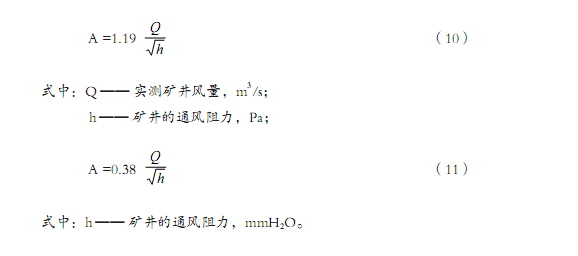 A =1.19 Q/√h （10）
式中：Q —— 实测矿井风量，m³/s；
h —— 矿井的通风阻力，Pa；
A =0.38 Q/√h （11）
式中：h —— 矿井的通风阻力，mmH₂O。